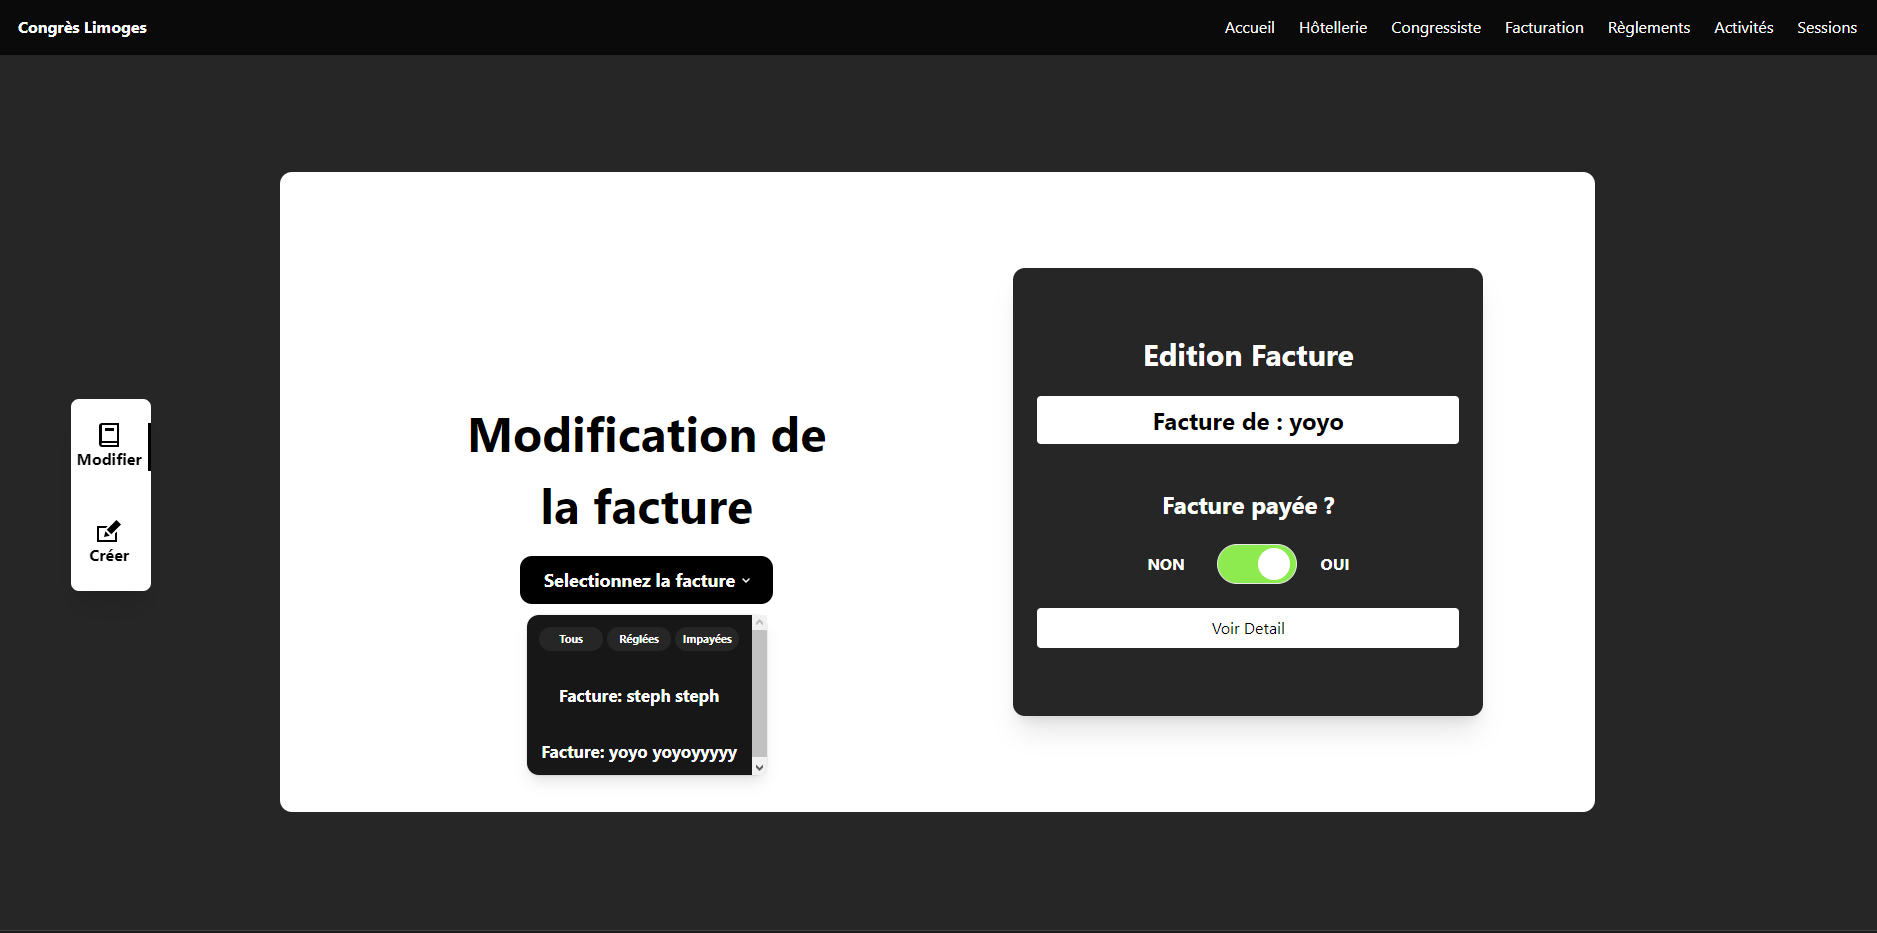 Congrès Limoges
Accueil Hôtellerie Congressiste Facturation Règlements Activités Sessions
Modifier
Créer
Modification de
la facture
Selectionnez la facture
Tous Réglées Impayées
Facture: steph steph
Facture: yoyo yoyoyyyyy
Edition Facture
Facture de : yoyo
Facture payée ?
NON OUI
Voir Detail